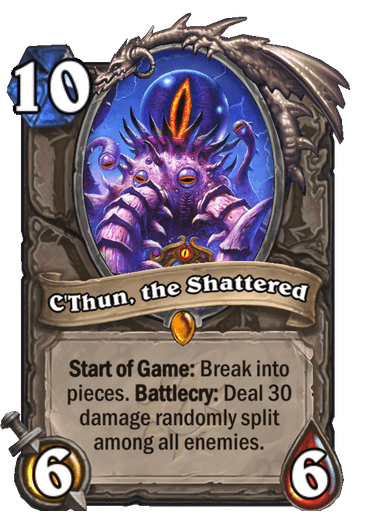 10
C'Thun, the Shattered
Start of Game: Break into
pieces. Battlecry: Deal 30
damage randomly split
among all enemies.
6
6